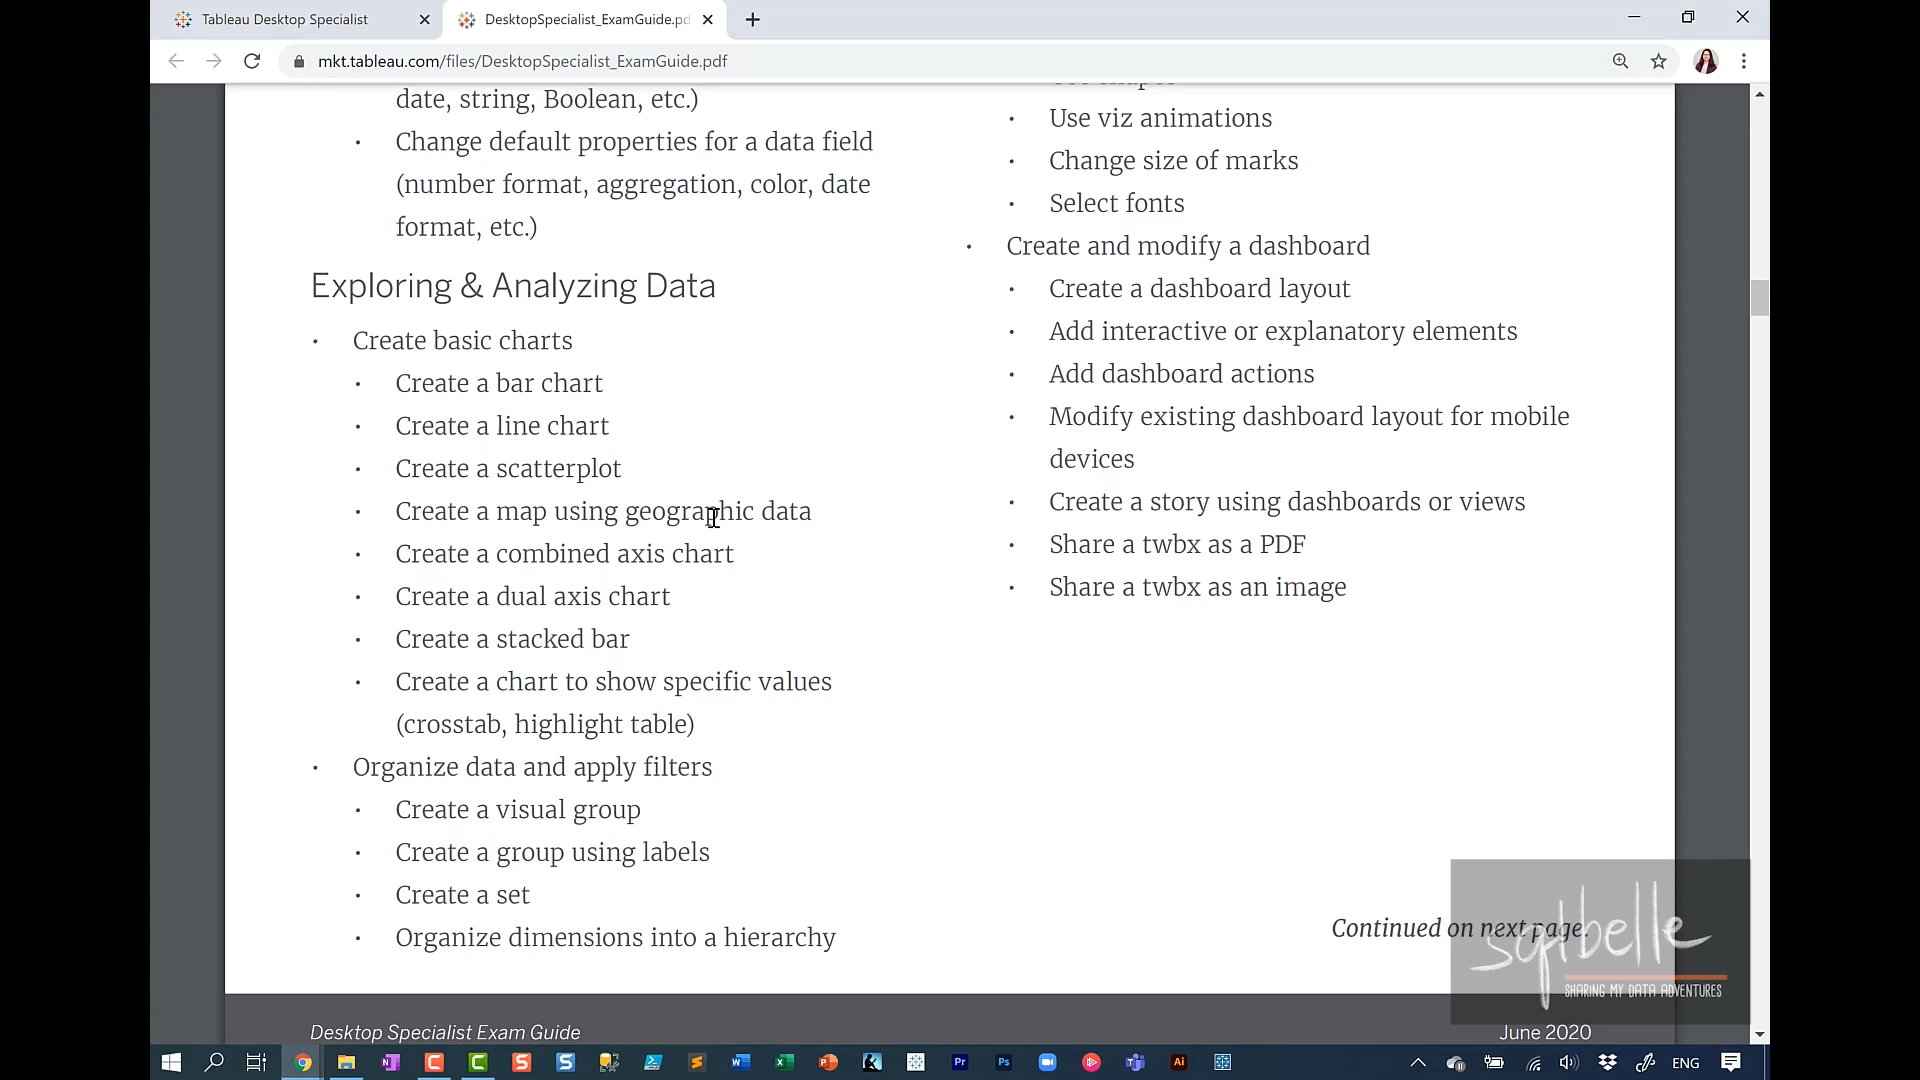 Tableau Desktop Specialist
DesktopSpecialist_ExamGuide.pd
mkt.tableau.com/files/DesktopSpecialist_ExamGuide.pdf
date, string, Boolean, etc.)
• Change default properties for a data field
(number format, aggregation, color, date
format, etc.)
Exploring & Analyzing Data
• Create basic charts
• Create a bar chart
• Create a line chart
• Create a scatterplot
• Create a map using geographic data
• Create a combined axis chart
• Create a dual axis chart
• Create a stacked bar
• Create a chart to show specific values
(crosstab, highlight table)
• Organize data and apply filters
• Create a visual group
• Create a group using labels
• Create a set
• Organize dimensions into a hierarchy
• Use viz animations
• Change size of marks
• Select fonts
• Create and modify a dashboard
• Create a dashboard layout
• Add interactive or explanatory elements
• Add dashboard actions
• Modify existing dashboard layout for mobile
devices
• Create a story using dashboards or views
• Share a twbx as a PDF
• Share a twbx as an image
Continued on next page.
sqlbelle
SHARING MY DATA ADVENTURES
Desktop Specialist Exam Guide
June 2020
ENG